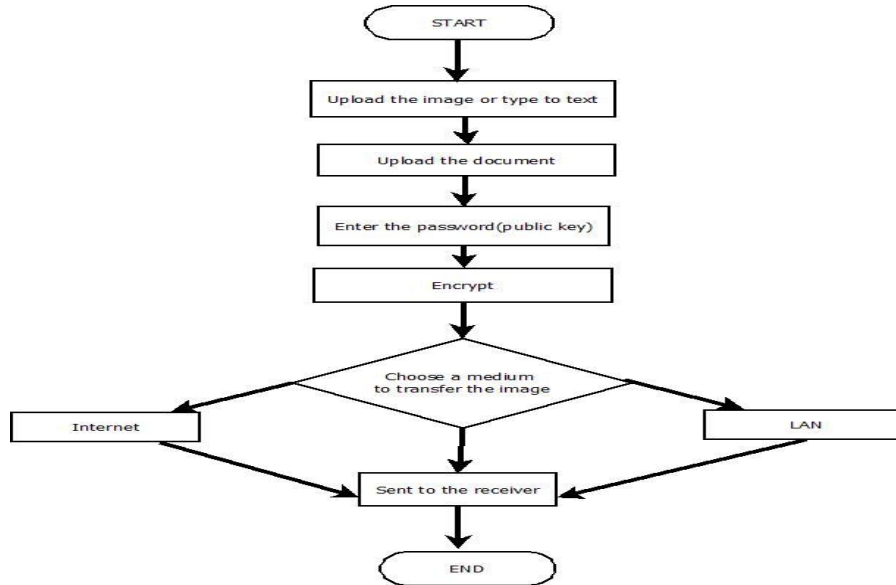 START
Upload the image or type to text
Upload the document
Enter the password(public key)
Encrypt
Choose a medium
to transfer the image
Internet
LAN
Sent to the receiver
END